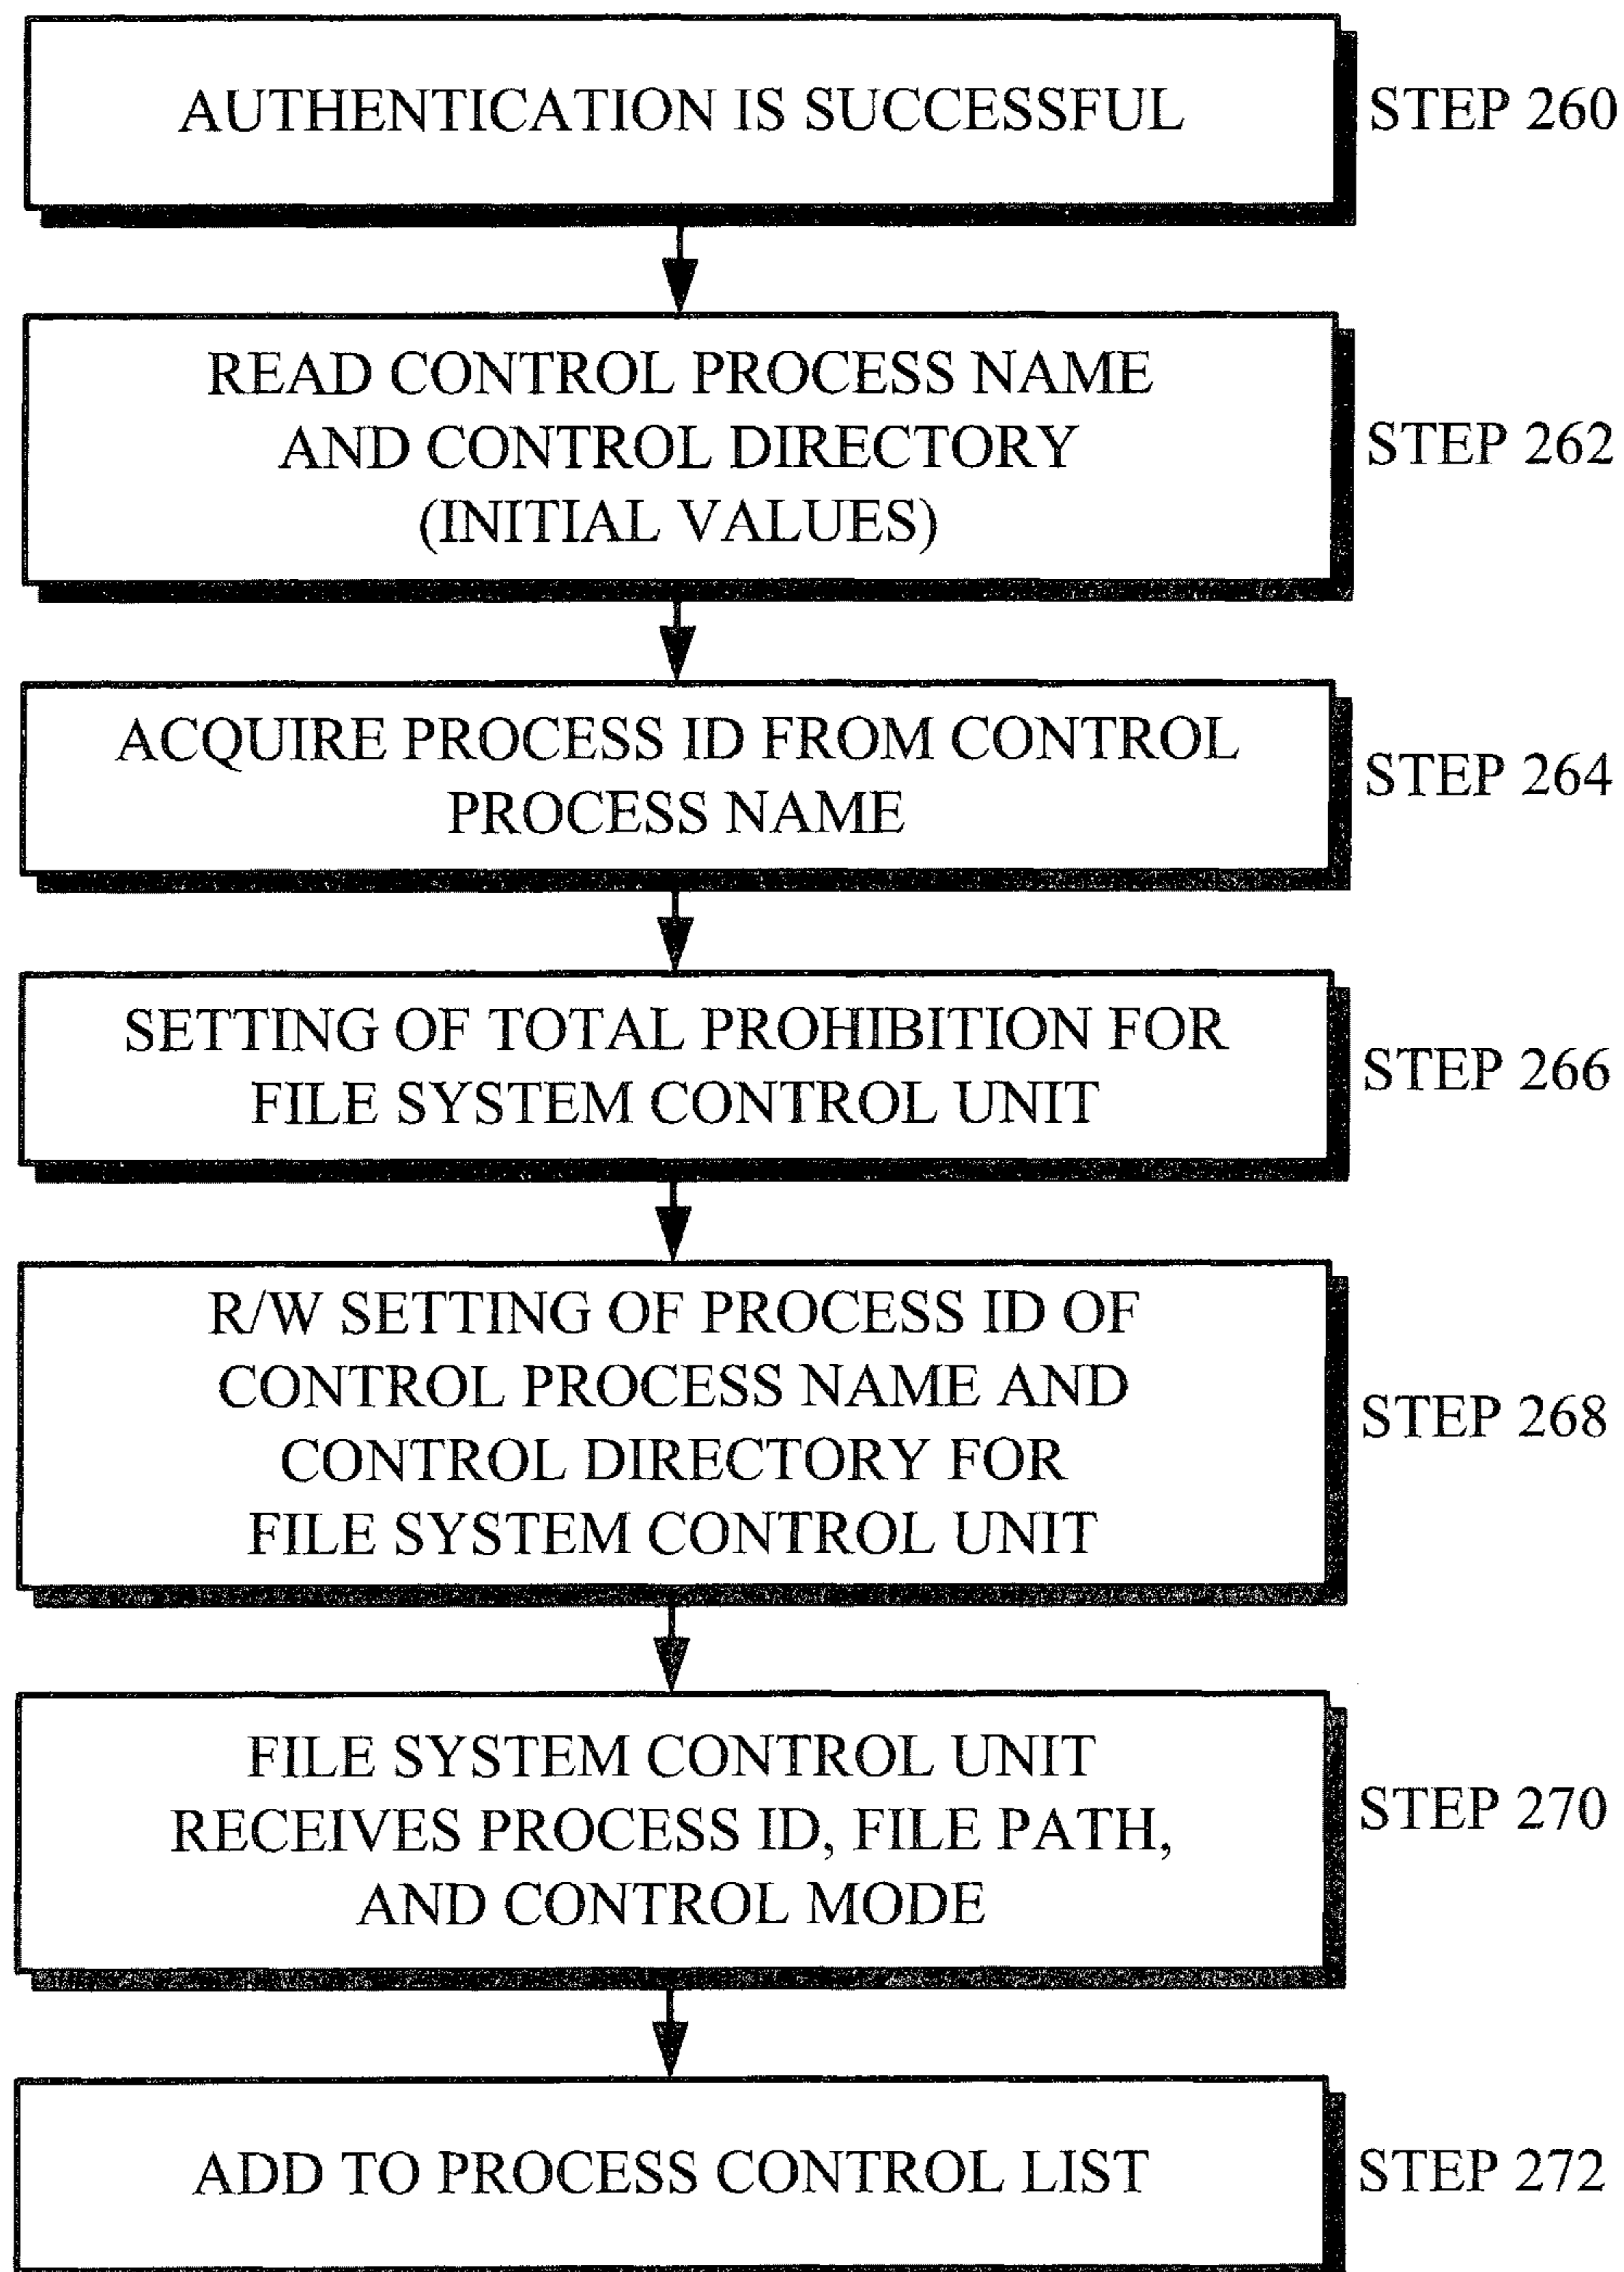 AUTHENTICATION IS SUCCESSFUL
STEP 260
READ CONTROL PROCESS NAME
AND CONTROL DIRECTORY
(INITIAL VALUES)
STEP 262
ACQUIRE PROCESS ID FROM CONTROL
PROCESS NAME
STEP 264
SETTING OF TOTAL PROHIBITION FOR
FILE SYSTEM CONTROL UNIT
STEP 266
R/W SETTING OF PROCESS ID OF
CONTROL PROCESS NAME AND
CONTROL DIRECTORY FOR
FILE SYSTEM CONTROL UNIT
STEP 268
FILE SYSTEM CONTROL UNIT
RECEIVES PROCESS ID, FILE PATH,
AND CONTROL MODE
STEP 270
ADD TO PROCESS CONTROL LIST
STEP 272